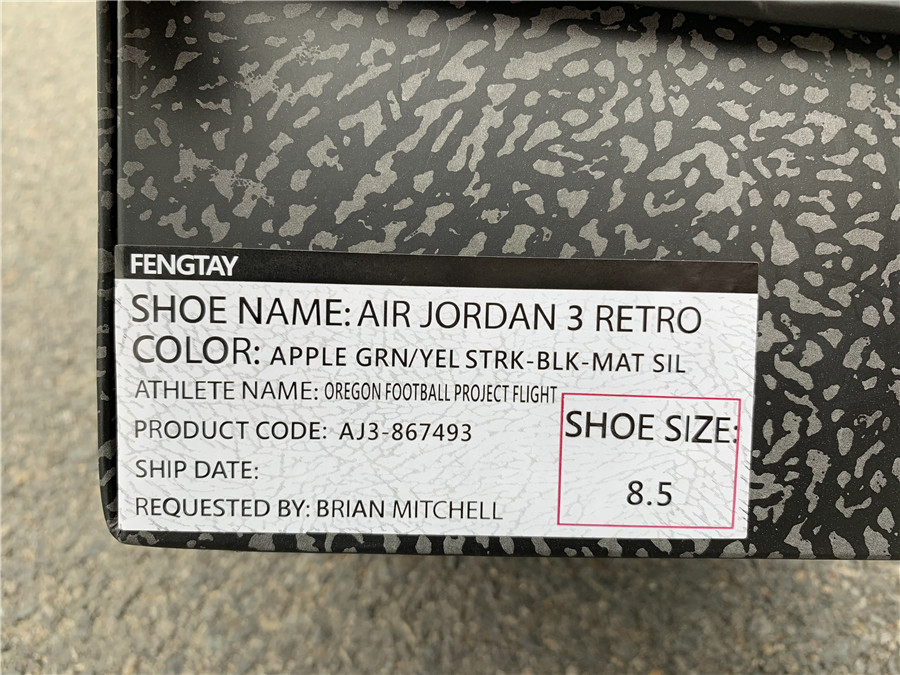 FENGTAY
SHOE NAME: AIR JORDAN 3 RETRO
COLOR: APPLE GRN/YEL STRK-BLK-MAT SIL
ATHLETE NAME: OREGON FOOTBALL PROJECT FLIGHT
PRODUCT CODE: AJ3-867493
SHIP DATE:
REQUESTED BY: BRIAN MITCHELL
SHOE SIZE:
8.5